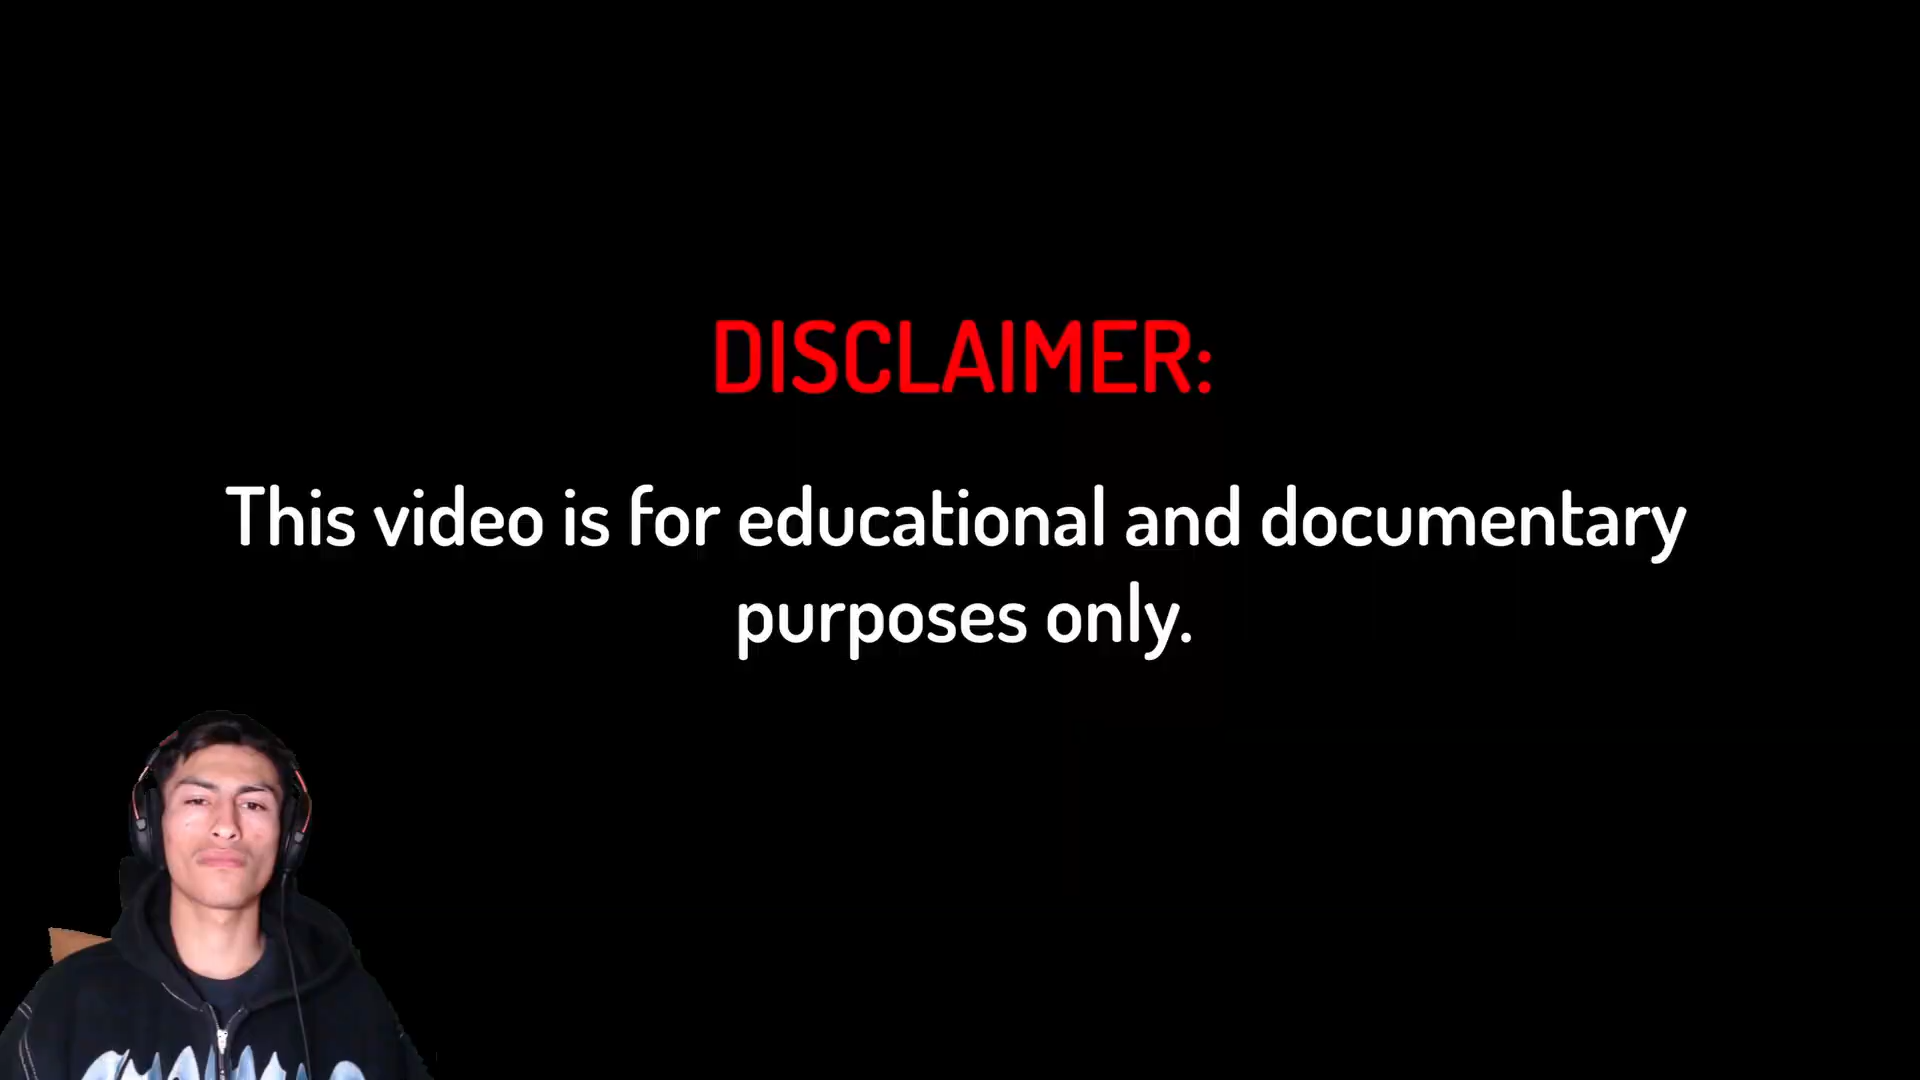 DISCLAIMER:
This video is for educational and documentary
purposes only.